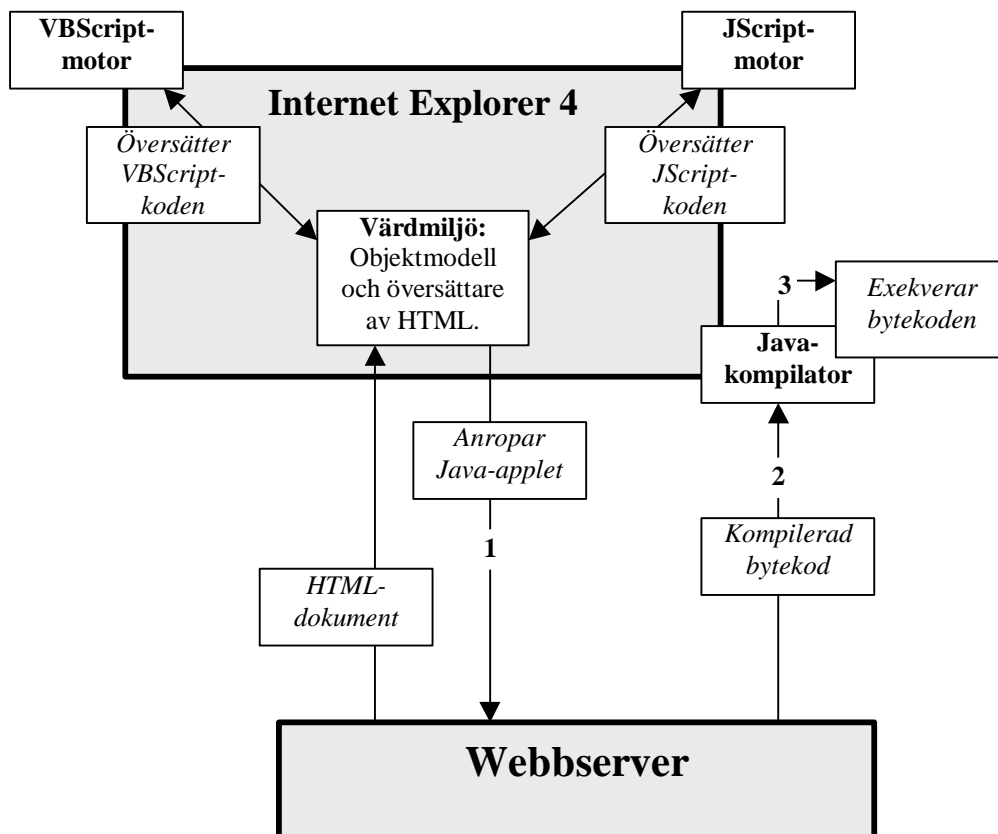 VBScript-
motor
JScript-
motor
Internet Explorer 4
Översätter
VBScript-
koden
Översätter
JScript-
koden
Värdmiljö:
Objektmodell
och översättare
av HTML.
3
Exekverar
bytekoden
Java-
kompilator
Anropar
Java-applet
2
1
Kompilerad
bytekod
HTML-
dokument
Webbserver